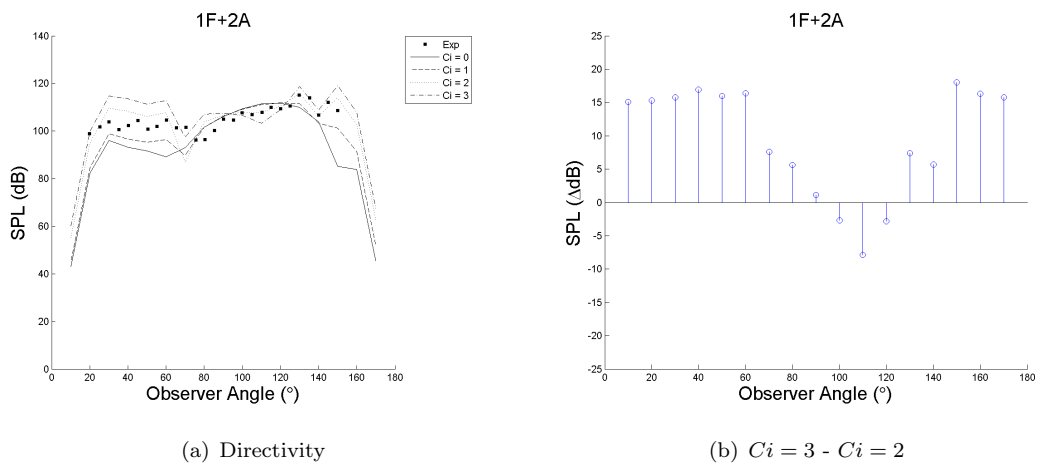 1F+2A
SPL (dB)
140
120
100
80
60
40
20
0
0 20 40 60 80 100 120 140 160 180
Observer Angle (°)
Exp
Ci = 0
Ci = 1
Ci = 2
Ci = 3
(a) Directivity
1F+2A
SPL (ΔdB)
25
20
15
10
5
0
-5
-10
-15
-20
-25
0 20 40 60 80 100 120 140 160 180
Observer Angle (°)
(b) Ci = 3 - Ci = 2